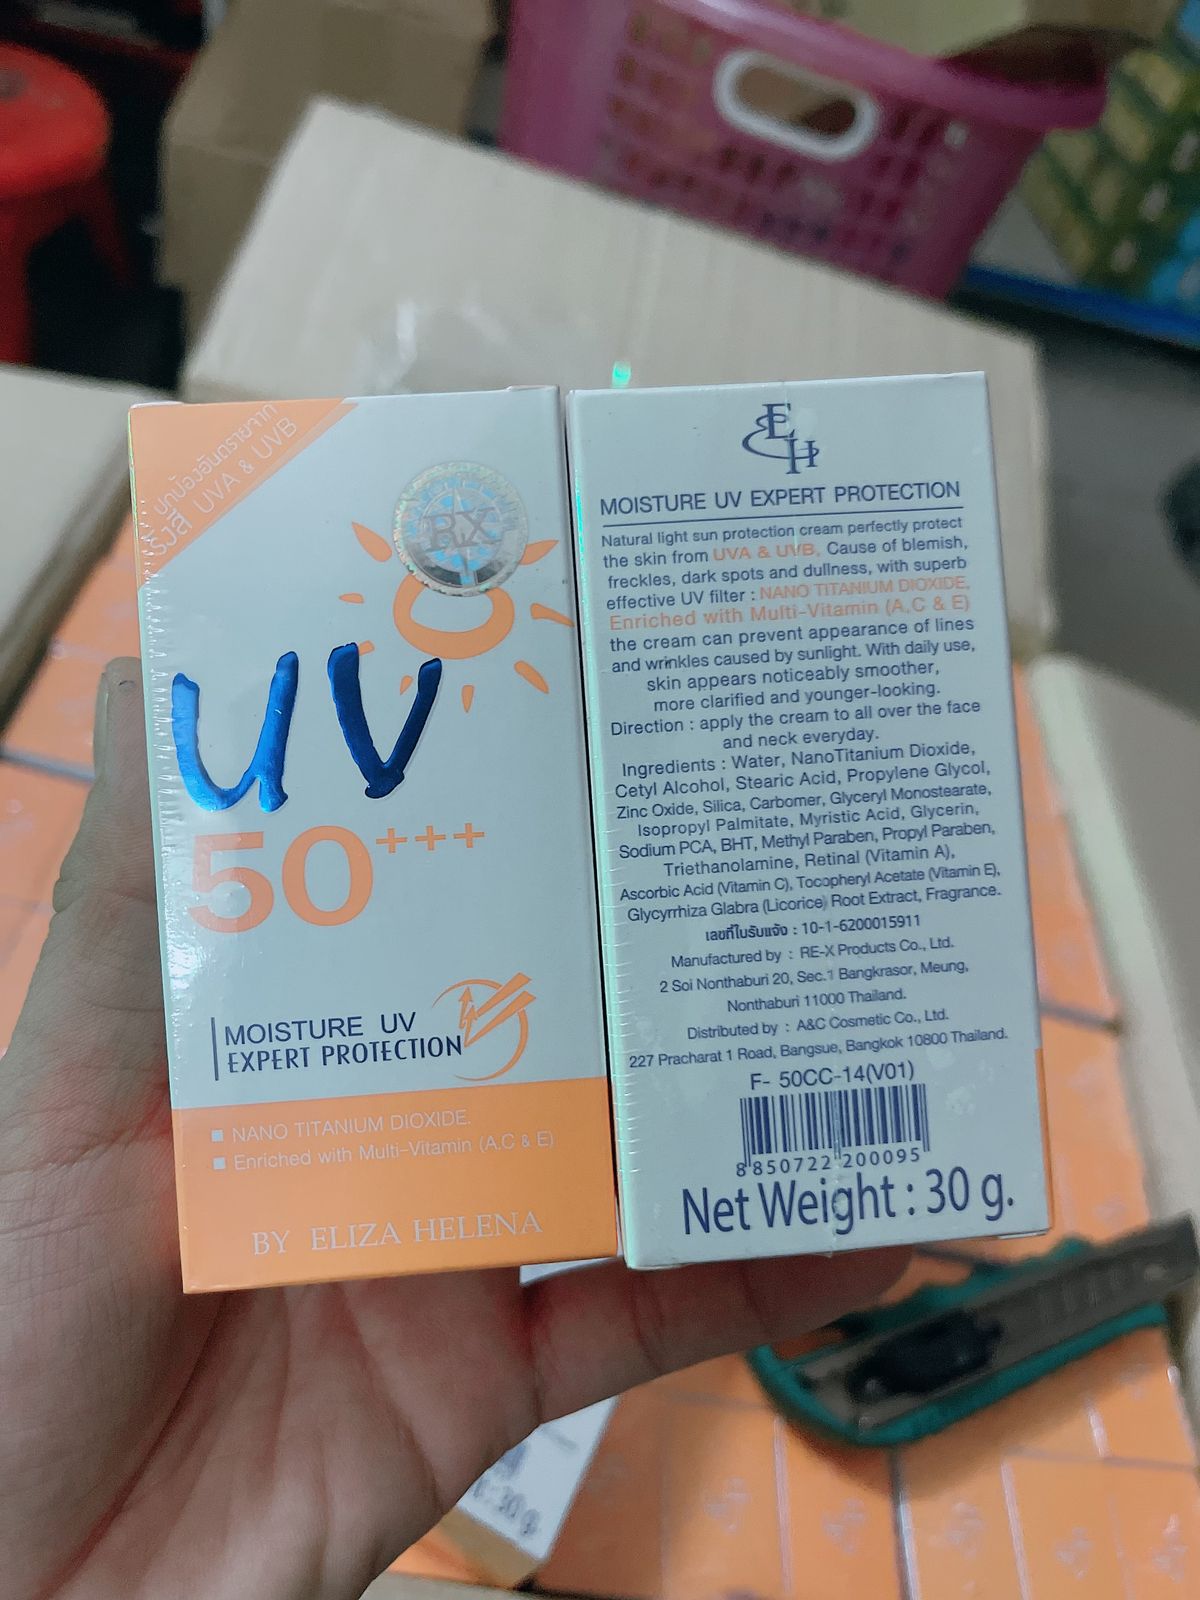 ปกป้องอันตรายจาก
รังสี UVA & UVB
RX
UV
50+++
MOISTURE UV
EXPERT PROTECTION
NANO TITANIUM DIOXIDE.
Enriched with Multi-Vitamin (A,C & E)
BY ELIZA HELENA
EH
MOISTURE UV EXPERT PROTECTION
Natural light sun protection cream perfectly protect
the skin from UVA & UVB, Cause of blemish,
freckles, dark spots and dullness, with superb
effective UV filter : NANO TITANIUM DIOXIDE,
Enriched with Multi-Vitamin (A,C & E)
the cream can prevent appearance of lines
and wrinkles caused by sunlight. With daily use,
skin appears noticeably smoother,
more clarified and younger-looking.
Direction : apply the cream to all over the face
and neck everyday.
Ingredients : Water, NanoTitanium Dioxide,
Cetyl Alcohol, Stearic Acid, Propylene Glycol,
Zinc Oxide, Silica, Carbomer, Glyceryl Monostearate,
Isopropyl Palmitate, Myristic Acid, Glycerin,
Sodium PCA, BHT, Methyl Paraben, Propyl Paraben,
Triethanolamine, Retinal (Vitamin A),
Ascorbic Acid (Vitamin C), Tocopheryl Acetate (Vitamin E),
Glycyrrhiza Glabra (Licorice) Root Extract, Fragrance.
เลขที่ใบรับแจ้ง : 10-1-6200015911
Manufactured by : RE-X Products Co., Ltd.
2 Soi Nonthaburi 20, Sec.1 Bangkrasor, Meung,
Nonthaburi 11000 Thailand.
Distributed by : A&C Cosmetic Co., Ltd.
227 Pracharat 1 Road, Bangsue, Bangkok 10800 Thailand.
F- 50CC-14(V01)
8 850722 200095
Net Weight : 30 g.
: 30 g.